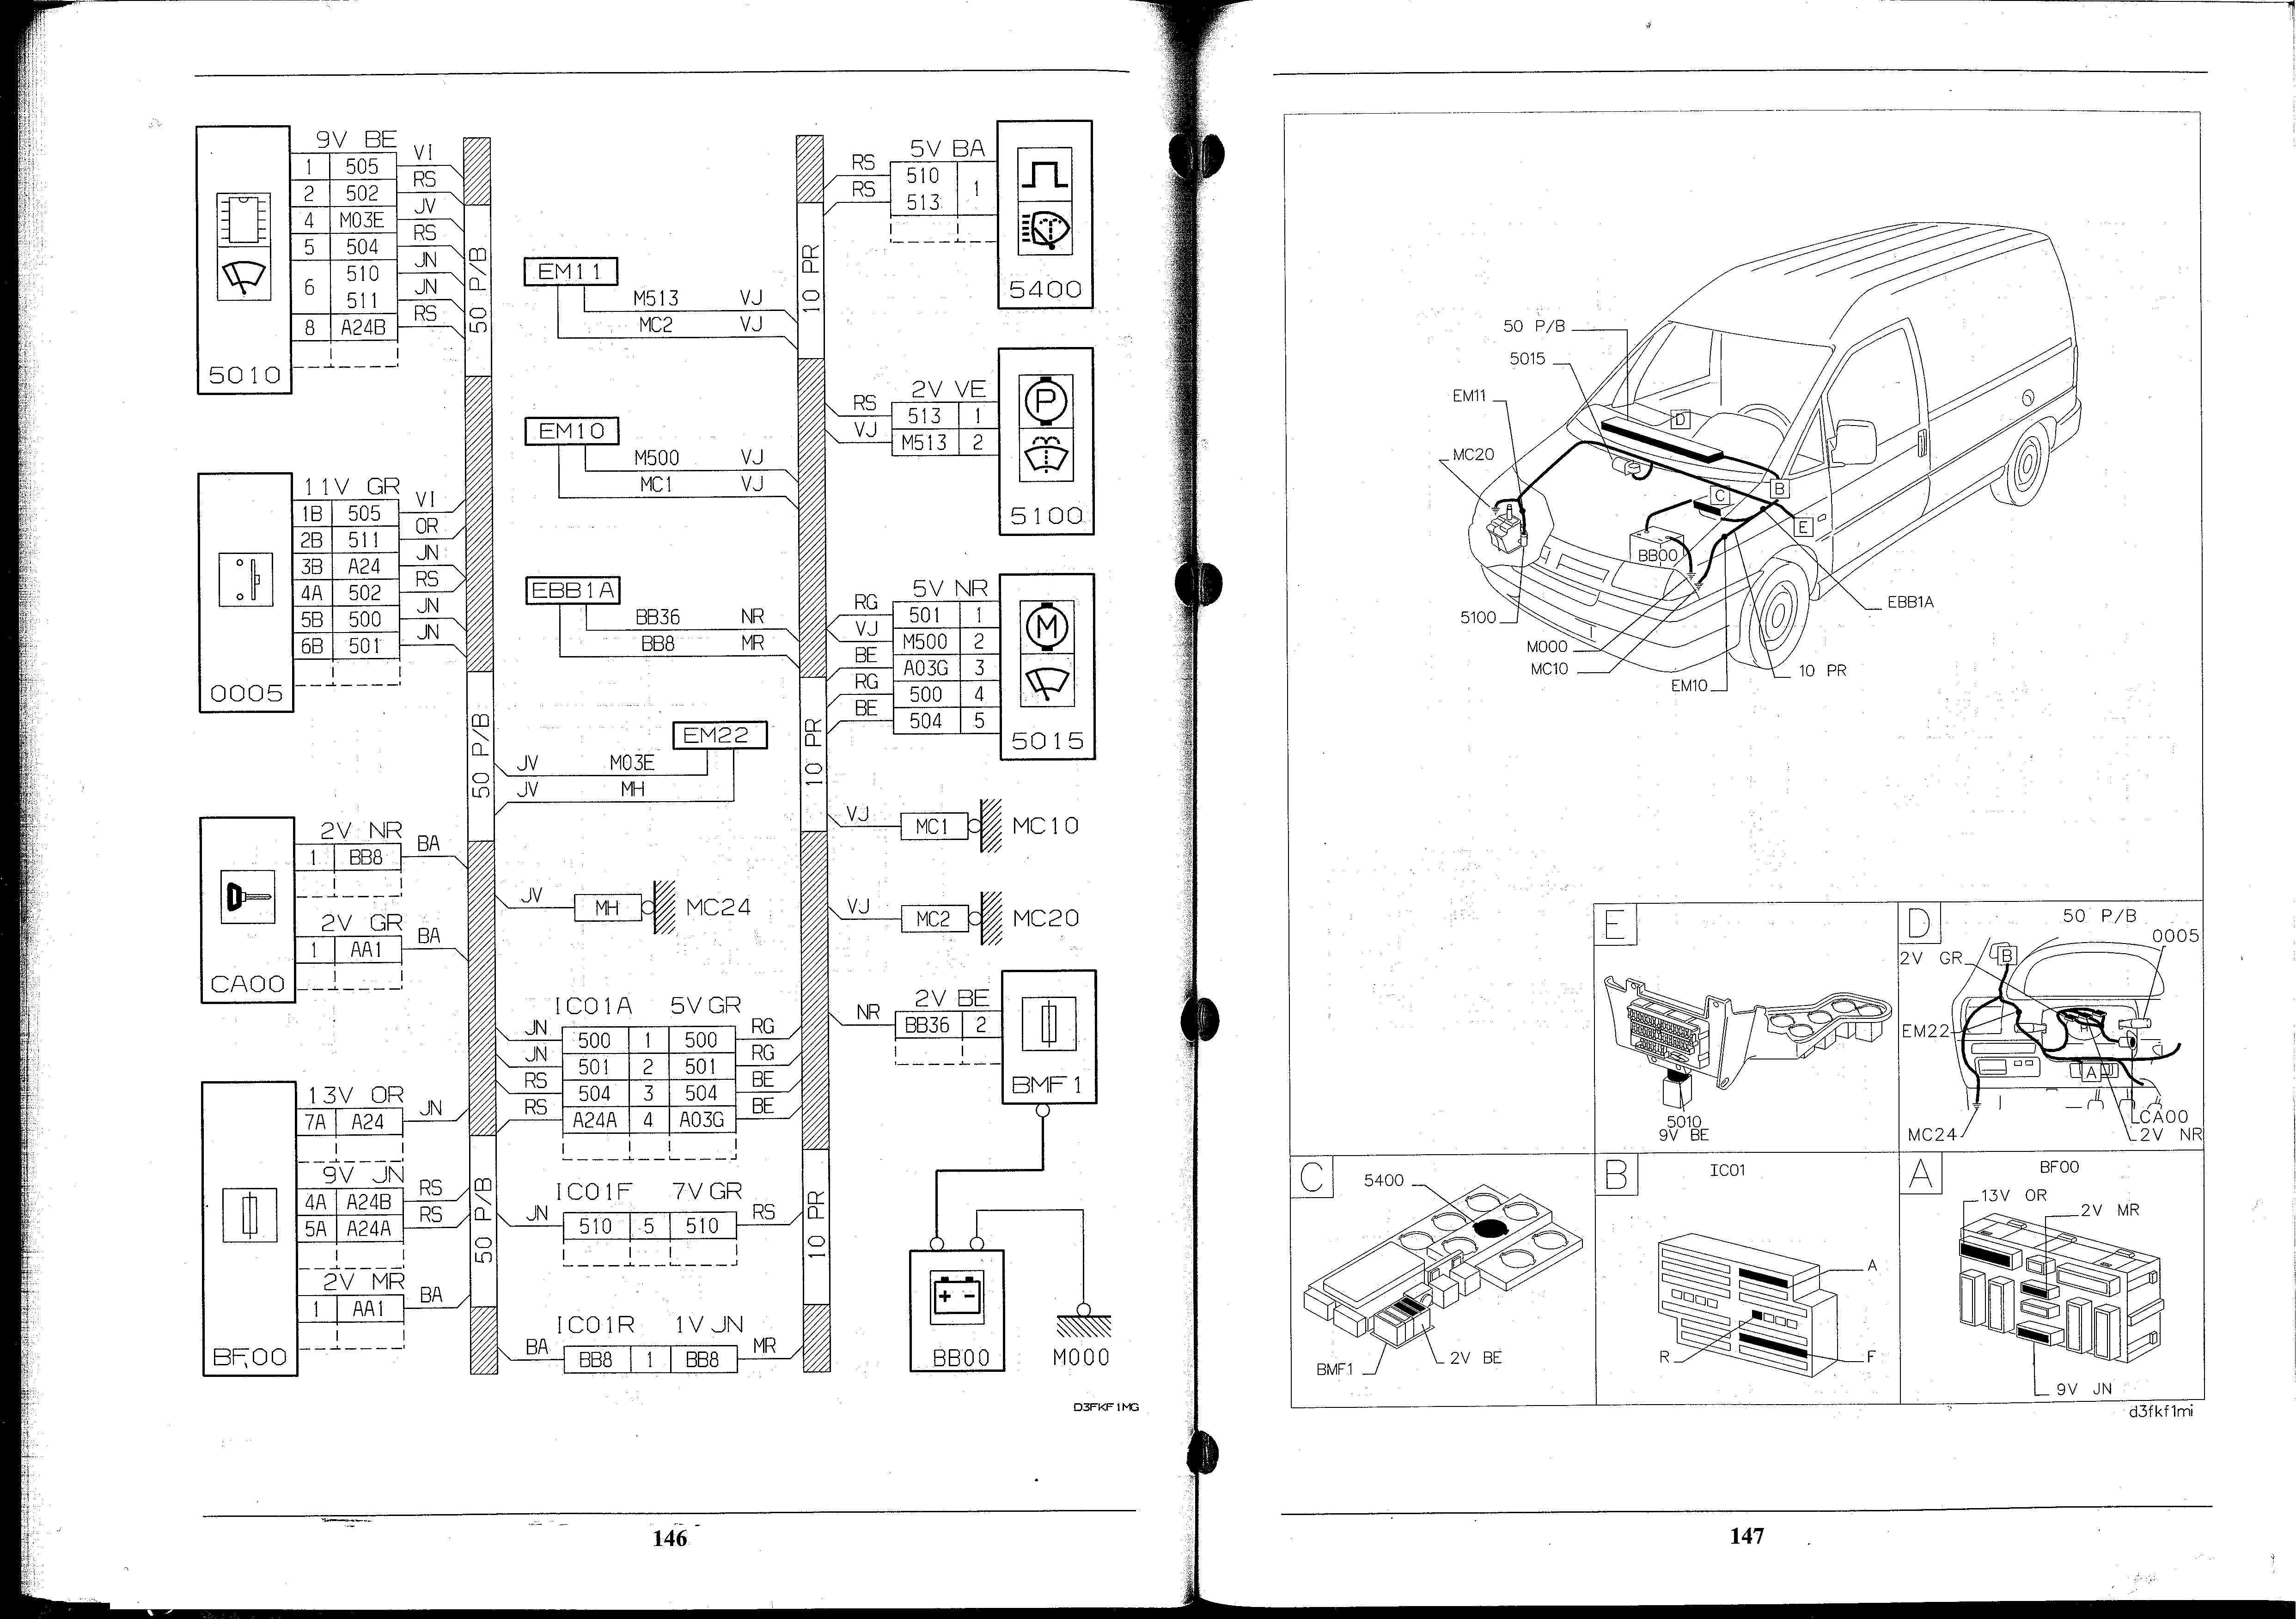 9V BE
1 505 VI
2 502 RS
4 M03E JV
5 504 RS
6 510 JN
511 JN
8 A24B RS
5010
11V GR
1B 505 VI
2B 511 OR
3B A24 JN
4A 502 RS
5B 500 JN
6B 501 JN
0005
2V NR
1 BB8 BA
2V GR
1 AA1 BA
CA00
13V OR
7A A24 JN
9V JN
4A A24B RS
5A A24A RS
2V MR
1 AA1 BA
BF00
50 P/B
50 P/B
50 P/B
EM11
M513 VJ
MC2 VJ
EM10
M500 VJ
MC1 VJ
EBB1A
BB36 NR
BB8 MR
EM22
JV M03E
JV MH
JV MH MC24
IC01A 5V GR
JN 500 1 500 RG
JN 501 2 501 RG
RS 504 3 504 BE
RS A24A 4 A03G BE
IC01F 7V GR
JN 510 5 510 RS
IC01R 1V JN
BA BB8 1 BB8 MR
10 PR
10 PR
10 PR
5V BA
RS 510 1
RS 513
5400
2V VE
RS 513 1
VJ M513 2
P
5100
5V NR
RG 501 1
VJ M500 2
BE A03G 3
RG 500 4
BE 504 5
M
5015
VJ MC1 MC10
VJ MC2 MC20
2V BE
NR BB36 2
BMF1
+ -
BB00
M000
D3FKF1MG
146
50 P/B
5015
EM11
D
MC20
C
B
E
BB00
EBB1A
5100
M000
MC10
10 PR
EM10
E
5010
9V BE
D
50 P/B
0005
2V GR
B
EM22
A
CA00
MC24
2V NR
C
5400
BMF1
2V BE
B
IC01
A
R
F
A
BF00
13V OR
2V MR
9V JN
d3fkf1mi
147